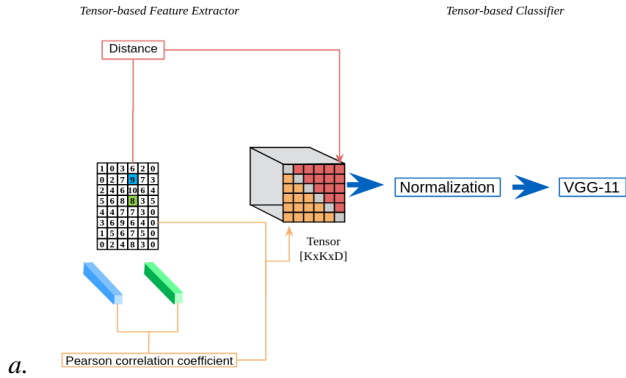 Tensor-based Feature Extractor
Tensor-based Classifier
Distance
1 0 3 6 2 0
0 2 7 9 7 3
2 4 6 10 6 4
5 6 8 8 3 5
4 4 7 7 3 0
3 6 9 6 4 0
1 5 6 7 5 0
0 2 4 8 3 0
Normalization
VGG-11
Tensor
[KxKxD]
Pearson correlation coefficient
a.